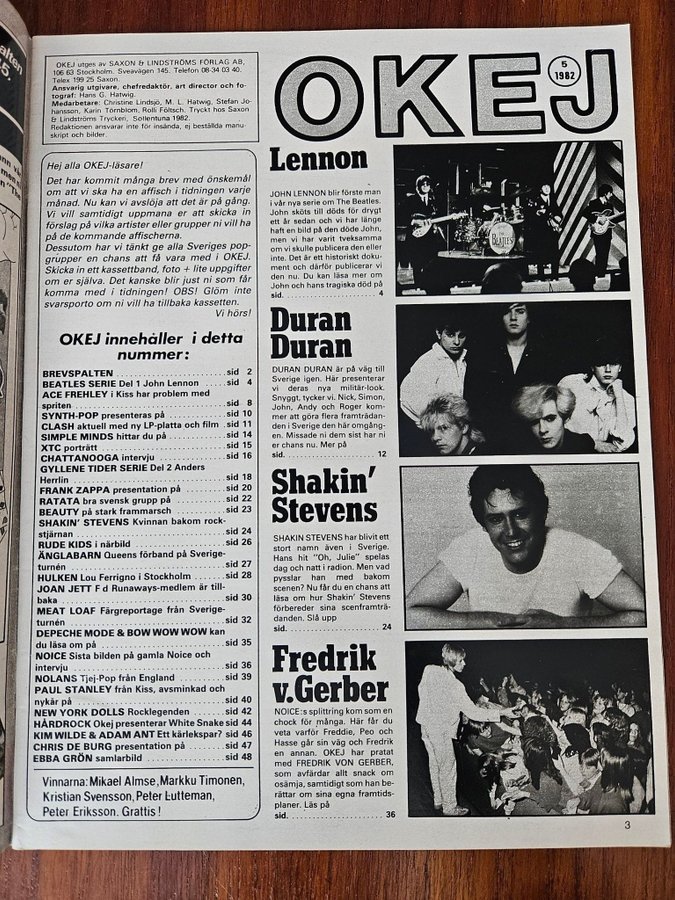 OKEJ utges av SAXON & LINDSTRÖMS FÖRLAG AB,
106 63 Stockholm. Sveavägen 145. Telefon 08-34 03 40.
Telex 199 25 Saxon.
Ansvarig utgivare, chefredaktör, art director och fo-
tograf: Hans G. Hatwig.
Medarbetare: Christine Lindsjö, M. L. Hatwig, Stefan Jo-
hansson, Karin Törnblom, Rolli Föltsch. Tryckt hos Saxon
& Lindströms Tryckeri, Sollentuna 1982.
Redaktionen ansvarar inte för insända, ej beställda manu-
skript och bilder.
Hej alla OKEJ-läsare!
Det har kommit många brev med önskemål
om att vi ska ha en affisch i tidningen varje
månad. Nu kan vi avslöja att det är på gång.
Vi vill samtidigt uppmana er att skicka in
förslag på vilka artister eller grupper ni vill ha
på de kommande affischerna.
Dessutom har vi tänkt ge alla Sveriges pop-
grupper en chans att få vara med i OKEJ.
Skicka in ett kassettband, foto + lite uppgifter
om er själva. Det kanske blir just ni som får
komma med i tidningen! OBS! Glöm inte
svarsporto om ni vill ha tillbaka kassetten.
Vi hörs!
OKEJ innehåller i detta
nummer:
BREVSPALTEN sid 2
BEATLES SERIE Del 1 John Lennon sid 4
ACE FREHLEY i Kiss har problem med
spriten sid 8
SYNTH-POP presenteras på sid 10
CLASH aktuell med ny LP-platta och film sid 11
SIMPLE MINDS hittar du på sid 14
XTC porträtt sid 15
CHATTANOOGA intervju sid 16
GYLLENE TIDER SERIE Del 2 Anders
Herrlin sid 18
FRANK ZAPPA presentation på sid 20
RATATA bra svensk grupp på sid 22
BEAUTY på stark frammarsch sid 23
SHAKIN' STEVENS Kvinnan bakom rock-
stjärnan sid 24
RUDE KIDS i närbild sid 26
ÄNGLABARN Queens förband på Sverige-
turnén sid 27
HULKEN Lou Ferrigno i Stockholm sid 28
JOAN JETT F d Runaways-medlem är till-
baka sid 30
MEAT LOAF Färgreportage från Sverige-
turnén sid 32
DEPECHE MODE & BOW WOW WOW kan
du läsa om på sid 35
NOICE Sista bilden på gamla Noice och
intervju sid 36
NOLANS Tjej-Pop från England sid 39
PAUL STANLEY från Kiss, avsminkad och
nykär på sid 40
NEW YORK DOLLS Rocklegenden sid 42
HÅRDROCK Okej presenterar White Snake sid 44
KIM WILDE & ADAM ANT Ett kärlekspar? sid 46
CHRIS DE BURG presentation på sid 47
EBBA GRÖN samlarbild sid 48
Vinnarna: Mikael Almse, Markku Timonen,
Kristian Svensson, Peter Lutteman,
Peter Eriksson. Grattis!
OKEJ
5
1982
Lennon
JOHN LENNON blir förste man
i vår nya serie om The Beatles.
John sköts till döds för drygt
ett år sedan och vi har länge
haft en bild på den döde John,
men vi har varit tveksamma
om vi skulle publicera den eller
inte. Det är ett historiskt doku-
ment och därför publicerar vi
den nu. Du kan läsa mer om
John och hans tragiska död på
sid. 4
THE
BEATLES
Duran
Duran
DURAN DURAN är på väg till
Sverige igen. Här presenterar
vi deras nya militär-look.
Snyggt, tycker vi. Nick, Simon,
John, Andy och Roger kom-
mer att göra flera framträdan-
den i Sverige den här omgång-
en. Missade ni dem sist har ni
er chans nu. Mer på
sid. 12
Shakin'
Stevens
SHAKIN STEVENS har blivit ett
stort namn även i Sverige.
Hans hit "Oh, Julie" spelas
dag och natt i radion. Men vad
pysslar han med bakom
scenen? Nu får du en chans att
läsa om hur Shakin' Stevens
förbereder sina scenframträ-
danden. Slå upp
sid. 24
Fredrik
v.Gerber
NOICE:s splittring kom som en
chock för många. Här får du
veta varför Freddie, Peo och
Hasse går sin väg och Fredrik
en annan. OKEJ har pratat
med FREDRIK VON GERBER, som
avfärdar allt snack om
osämja, samtidigt som han be-
rättar om sina egna framtids-
planer. Läs på
sid. 36
3